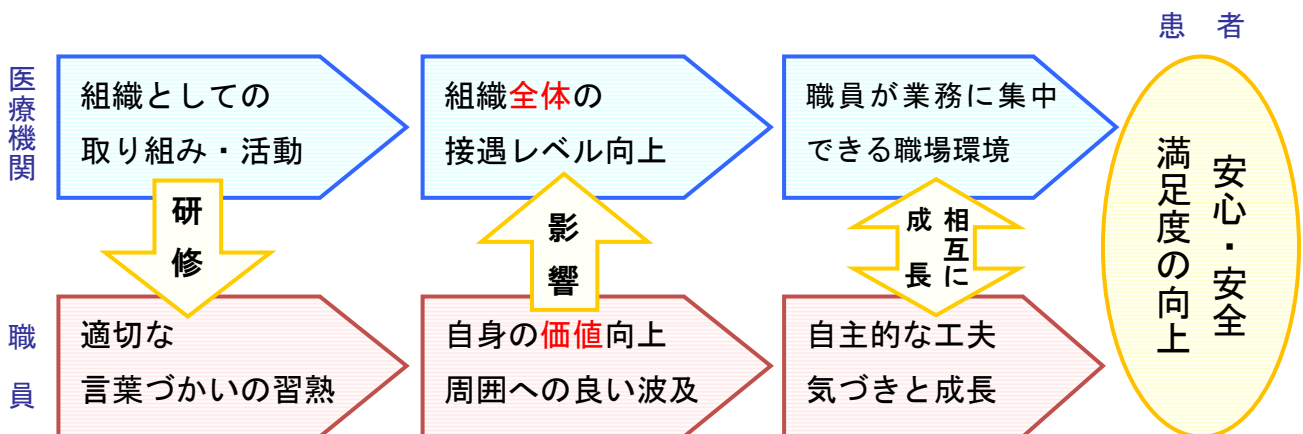 患者
医療機関
組織としての
取り組み・活動
組織全体の
接遇レベル向上
職員が業務に集中
できる職場環境
研修
影響
相互に
成長
職員
適切な
言葉づかいの習熟
自身の価値向上
周囲への良い波及
自主的な工夫
気づきと成長
安心・安全
満足度の向上